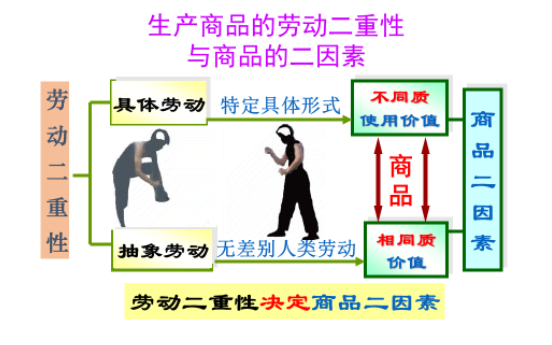 生产商品的劳动二重性
与商品的二因素
劳动二重性
具体劳动
特定具体形式
不同质
使用价值
商品
商品二因素
抽象劳动
无差别人类劳动
相同质
价值
劳动二重性决定商品二因素